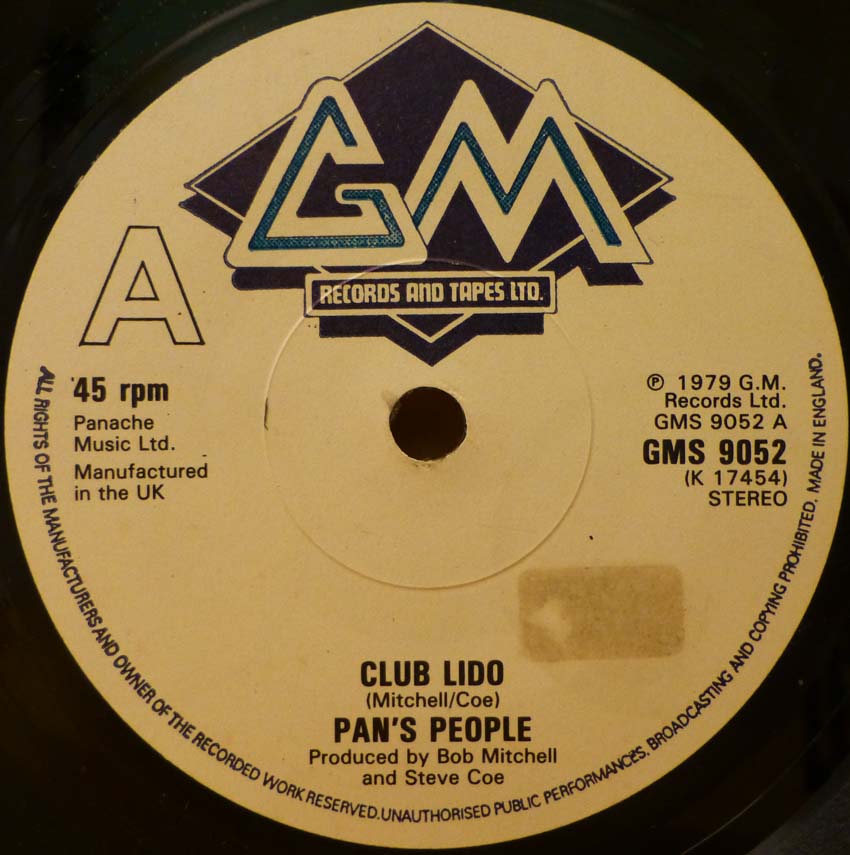 GM
RECORDS AND TAPES LTD.
A
45 rpm
Panache
Music Ltd.
Manufactured
in the UK
℗ 1979 G.M.
Records Ltd.
GMS 9052 A
GMS 9052
(K 17454)
STEREO
CLUB LIDO
(Mitchell/Coe)
PAN'S PEOPLE
Produced by Bob Mitchell
and Steve Coe
ALL RIGHTS OF THE MANUFACTURERS AND OWNER OF THE RECORDED WORK RESERVED. UNAUTHORISED PUBLIC PERFORMANCES. BROADCASTING AND COPYING PROHIBITED. MADE IN ENGLAND.